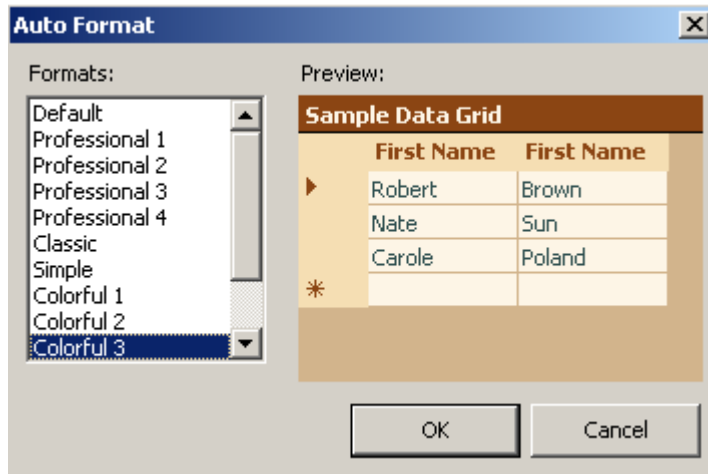 Auto Format
Formats:
Default
Professional 1
Professional 2
Professional 3
Professional 4
Classic
Simple
Colorful 1
Colorful 2
Colorful 3
Preview:
Sample Data Grid
First Name First Name
Robert Brown
Nate Sun
Carole Poland
OK Cancel